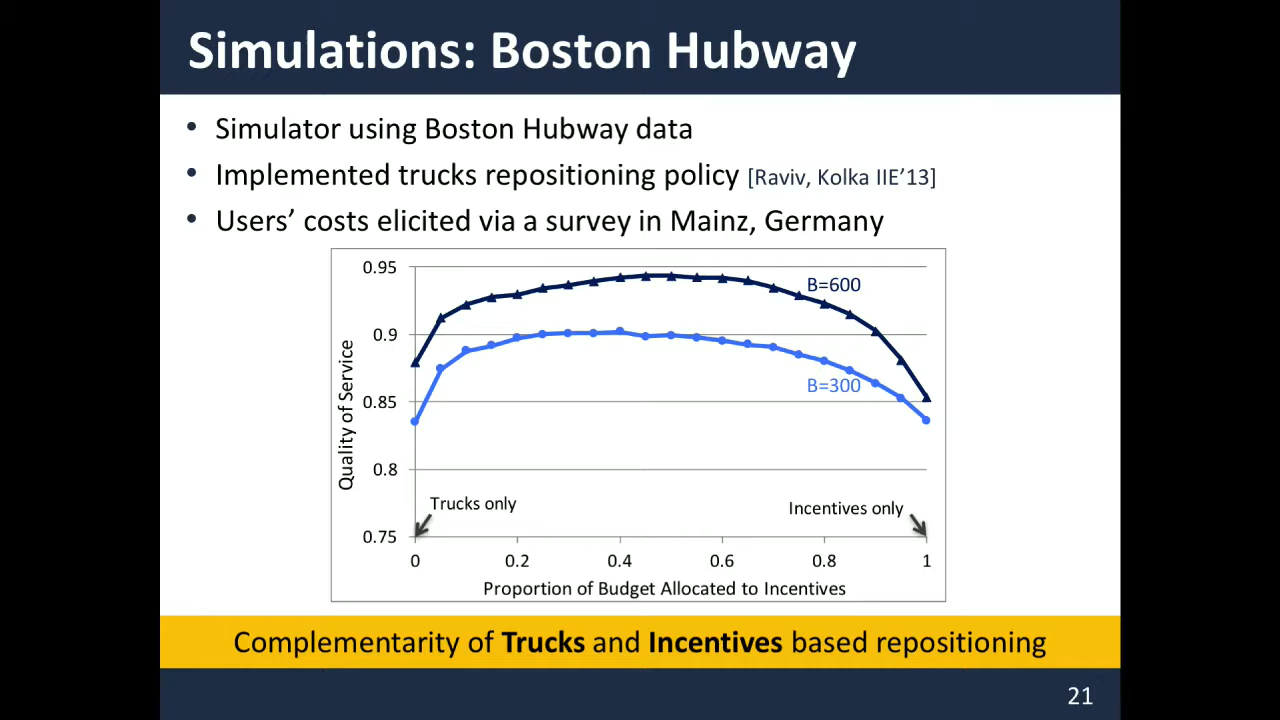 Simulations: Boston Hubway
• Simulator using Boston Hubway data
• Implemented trucks repositioning policy [Raviv, Kolka IIE’13]
• Users’ costs elicited via a survey in Mainz, Germany
0.95
0.9
0.85
0.8
0.75
Quality of Service
B=600
B=300
Trucks only
Incentives only
0 0.2 0.4 0.6 0.8 1
Proportion of Budget Allocated to Incentives
Complementarity of Trucks and Incentives based repositioning
21